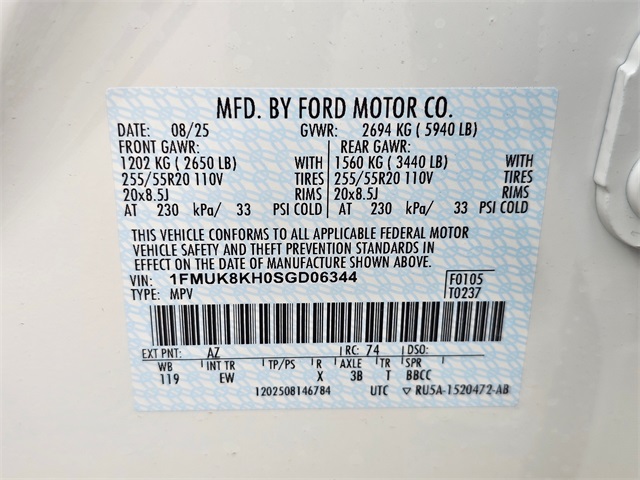 MFD. BY FORD MOTOR CO.
DATE: 08/25 GVWR: 2694 KG ( 5940 LB)
FRONT GAWR: REAR GAWR:
1202 KG ( 2650 LB) WITH 1560 KG ( 3440 LB) WITH
255/55R20 110V TIRES 255/55R20 110V TIRES
20x8.5J RIMS 20x8.5J RIMS
AT 230 kPa/ 33 PSI COLD AT 230 kPa/ 33 PSI COLD
THIS VEHICLE CONFORMS TO ALL APPLICABLE FEDERAL MOTOR
VEHICLE SAFETY AND THEFT PREVENTION STANDARDS IN
EFFECT ON THE DATE OF MANUFACTURE SHOWN ABOVE.
VIN: 1FMUK8KH0SGD06344 F0105
TYPE: MPV T0237
EXT PNT: AZ RC: 74 DSO:
WB INT TR TP/PS R AXLE TR SPR
119 EW X 3B T BBCC
1202508146784 UTC RU5A-1520472-AB